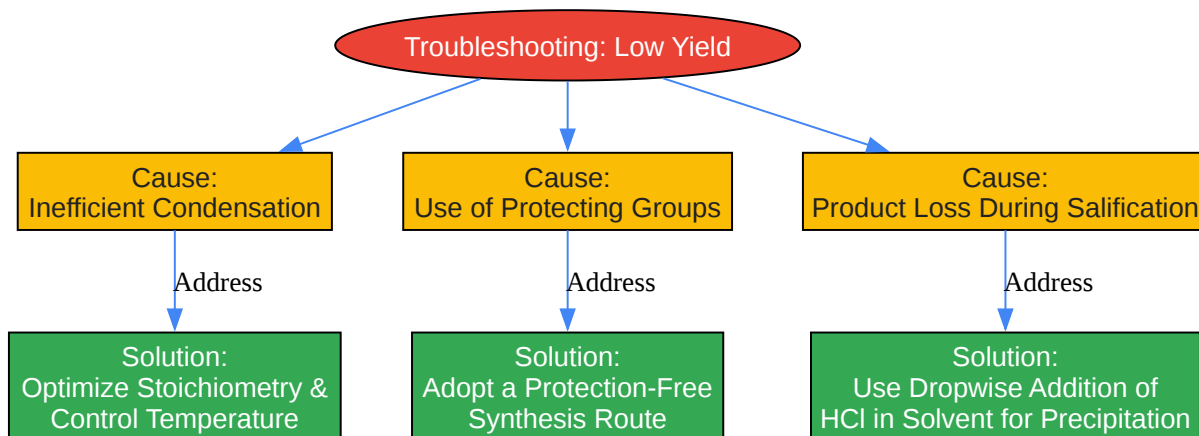 Troubleshooting: Low Yield
Cause:
Inefficient Condensation
Cause:
Use of Protecting Groups
Cause:
Product Loss During Salification
Address
Address
Address
Solution:
Optimize Stoichiometry &
Control Temperature
Solution:
Adopt a Protection-Free
Synthesis Route
Solution:
Use Dropwise Addition of
HCl in Solvent for Precipitation